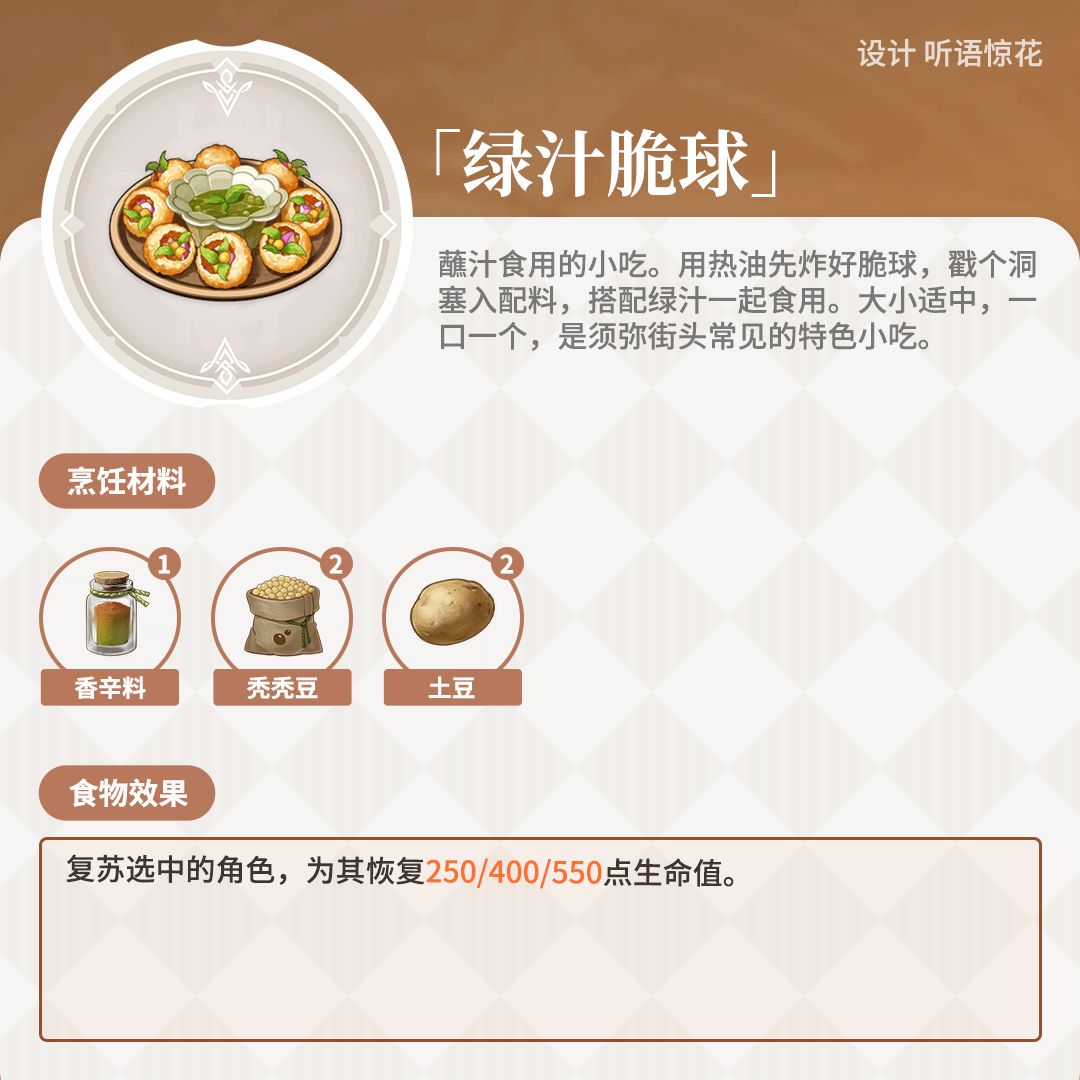 设计 听语惊花
「绿汁脆球」
蘸汁食用的小吃。用热油先炸好脆球，戳个洞
塞入配料，搭配绿汁一起食用。大小适中，一
口一个，是须弥街头常见的特色小吃。
烹饪材料
1
2
2
香辛料
秃秃豆
土豆
食物效果
复苏选中的角色，为其恢复250/400/550点生命值。